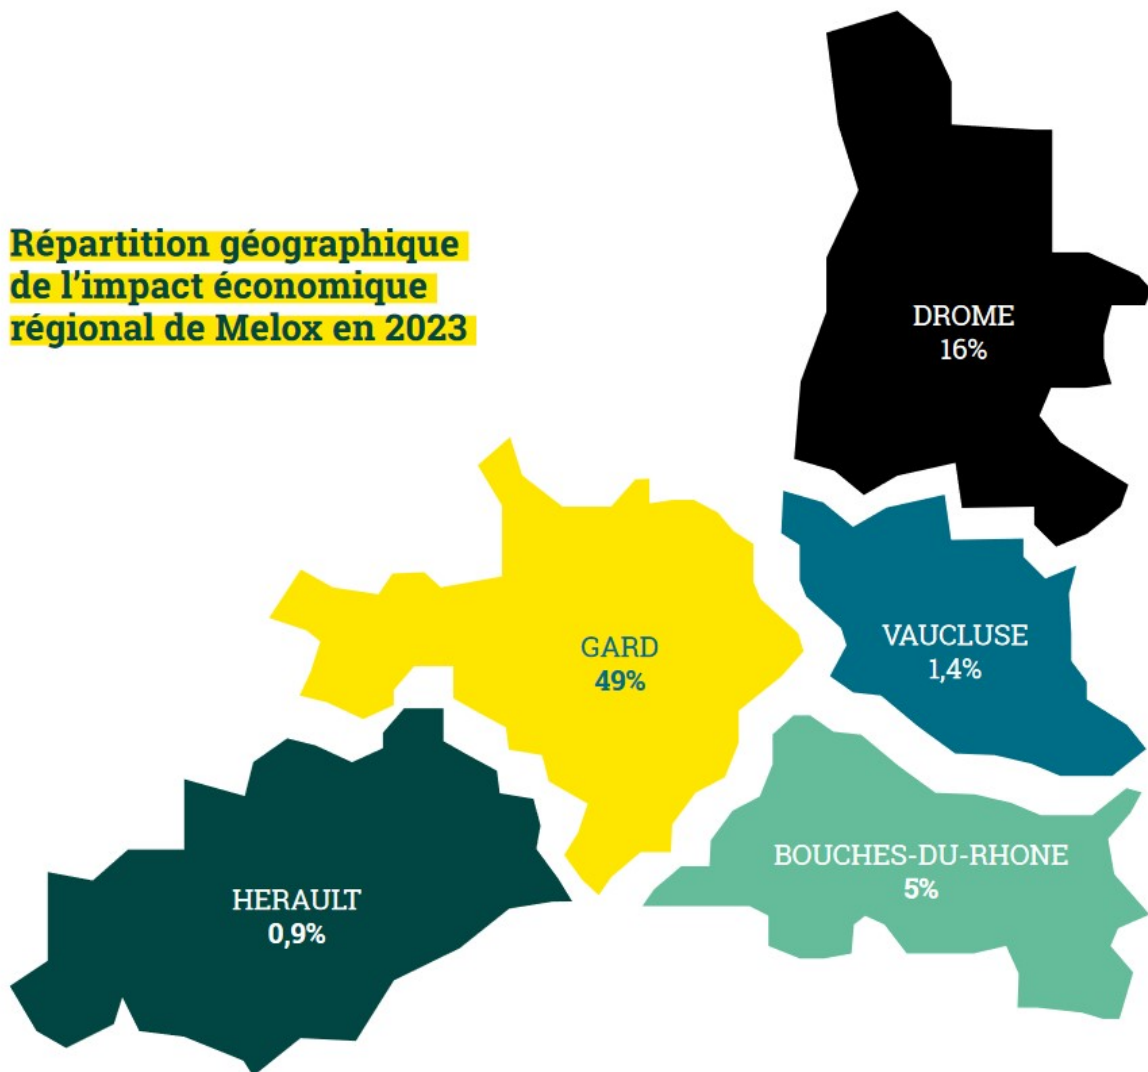 Répartition géographique
de l'impact économique
régional de Melox en 2023
DROME
16%
GARD
49%
VAUCLUSE
1,4%
BOUCHES-DU-RHONE
5%
HERAULT
0,9%